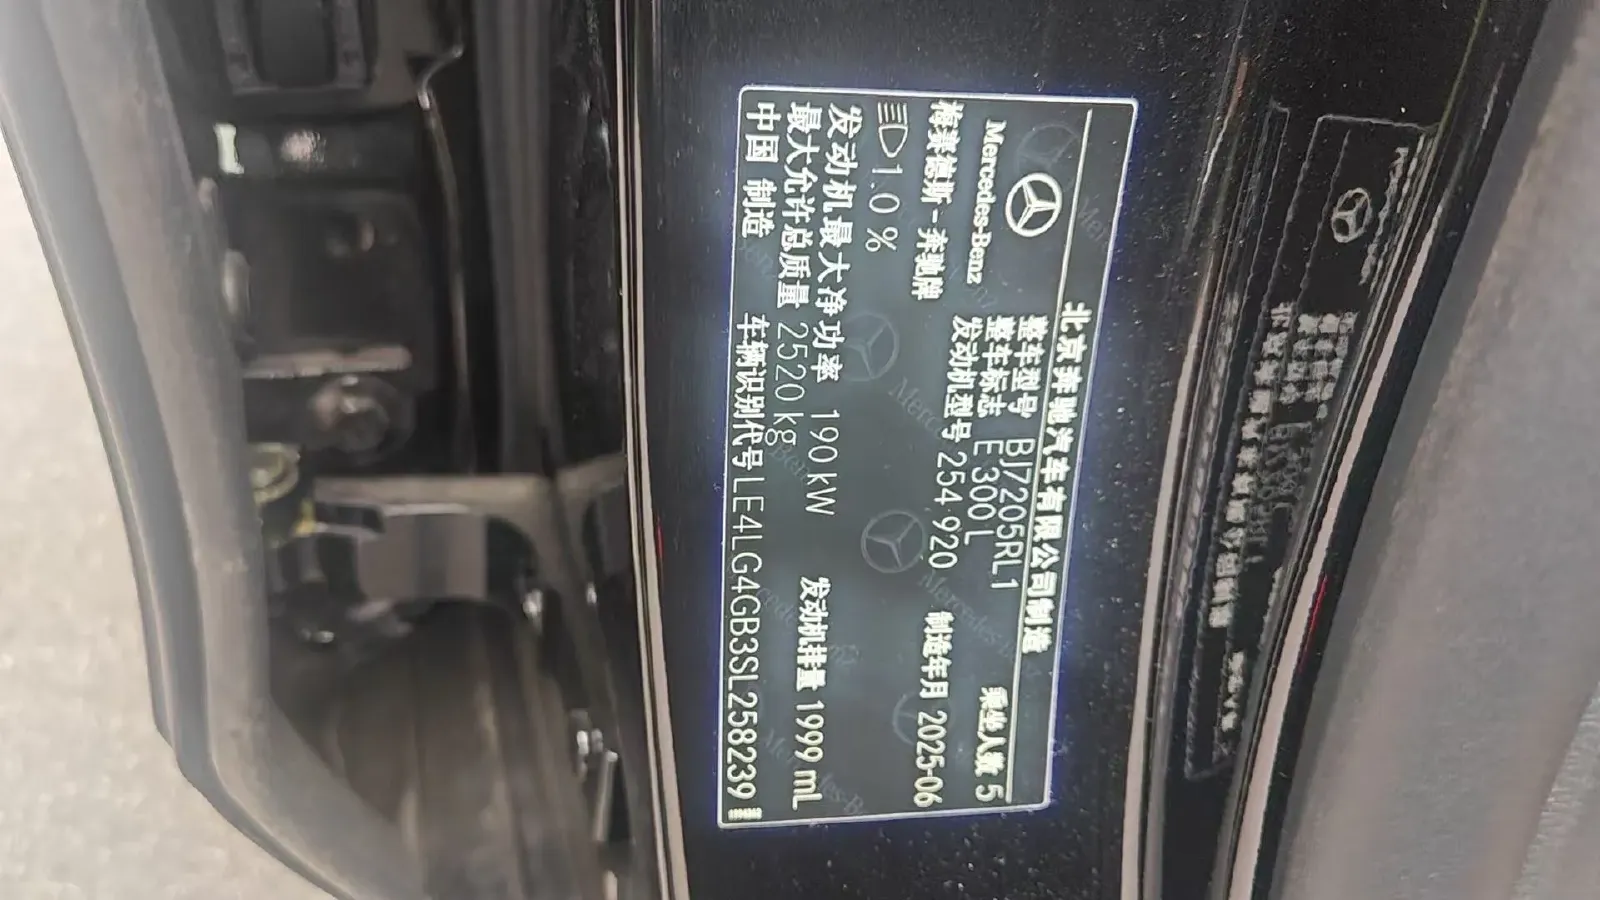 北京奔驰汽车有限公司制造
Mercedes-Benz
梅赛德斯-奔驰牌
整车型号 BJ7205RL1 乘坐人数 5
整车标志 E 300 L
发动机型号 254 920 制造年月 2025-06
1.0%
发动机最大净功率 190 kW 发动机排量 1999 mL
最大允许总质量 2520 kg
中国 制造 车辆识别代号 LE4LG4GB3SL258239